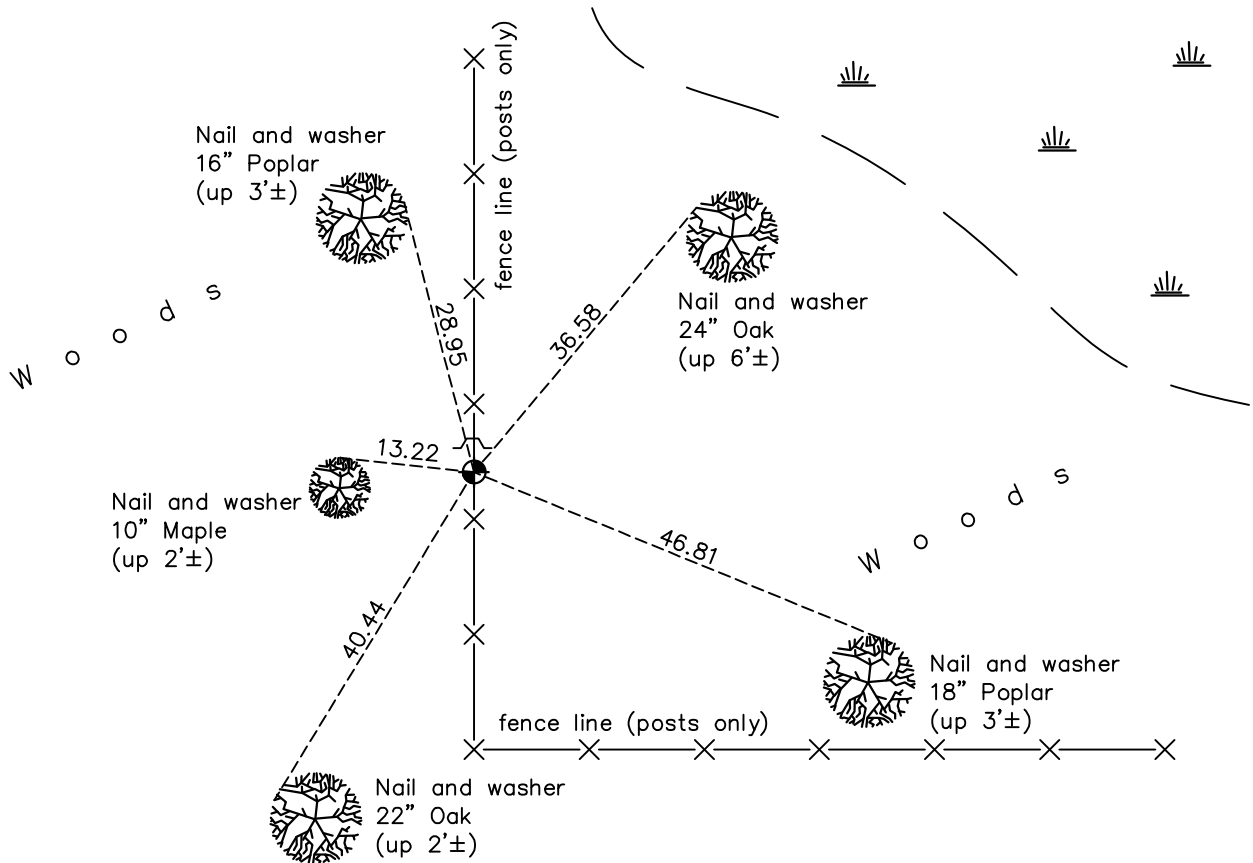 fence line (posts only)
Nail and washer
16” Poplar
(up 3’±)
Woods
28.95
36.58
Nail and washer
24” Oak
(up 6’±)
13.22
Nail and washer
10” Maple
(up 2’±)
46.81
Woods
40.44
Nail and washer
18” Poplar
(up 3’±)
fence line (posts only)
Nail and washer
22” Oak
(up 2’±)